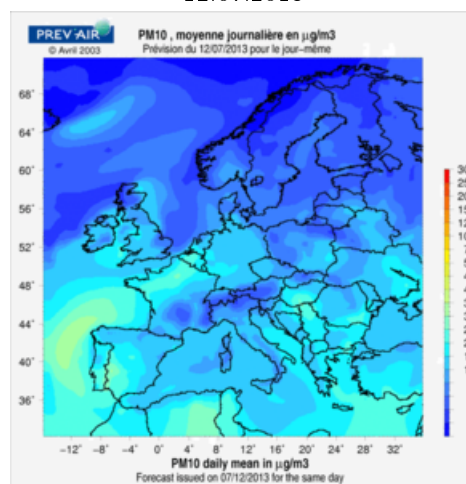 PREV'AIR
© Avril 2003
PM10 , moyenne journalière en µg/m3
Prévision du 12/07/2013 pour le jour-même
68°
64°
60°
56°
52°
48°
44°
40°
36°
-12° -8° -4° 0° 4° 8° 12° 16° 20° 24° 28° 32°
PM10 daily mean in µg/m3
Forecast issued on 07/12/2013 for the same day